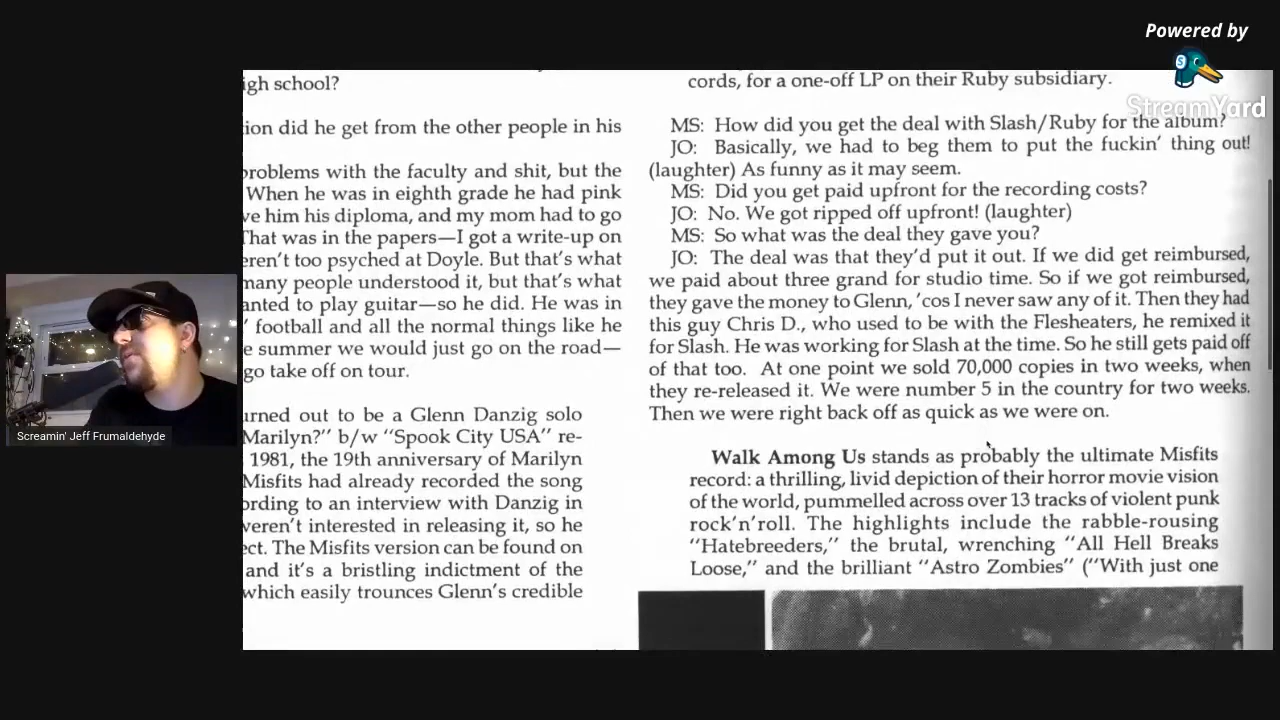 Powered by
StreamYard
Screamin' Jeff Frumaldehyde
igh school?
ion did he get from the other people in his
problems with the faculty and shit, but the
When he was in eighth grade he had pink
ve him his diploma, and my mom had to go
That was in the papers—I got a write-up on
eren't too psyched at Doyle. But that's what
many people understood it, but that's what
anted to play guitar—so he did. He was in
' football and all the normal things like he
e summer we would just go on the road—
go take off on tour.
urned out to be a Glenn Danzig solo
Marilyn?" b/w "Spook City USA" re-
1981, the 19th anniversary of Marilyn
Misfits had already recorded the song
ording to an interview with Danzig in
weren't interested in releasing it, so he
ect. The Misfits version can be found on
and it's a bristling indictment of the
which easily trounces Glenn's credible
cords, for a one-off LP on their Ruby subsidiary.
MS: How did you get the deal with Slash/Ruby for the album?
JO: Basically, we had to beg them to put the fuckin' thing out!
(laughter) As funny as it may seem.
MS: Did you get paid upfront for the recording costs?
JO: No. We got ripped off upfront! (laughter)
MS: So what was the deal they gave you?
JO: The deal was that they'd put it out. If we did get reimbursed,
we paid about three grand for studio time. So if we got reimbursed,
they gave the money to Glenn, 'cos I never saw any of it. Then they had
this guy Chris D., who used to be with the Flesheaters, he remixed it
for Slash. He was working for Slash at the time. So he still gets paid off
of that too. At one point we sold 70,000 copies in two weeks, when
they re-released it. We were number 5 in the country for two weeks.
Then we were right back off as quick as we were on.
Walk Among Us stands as probably the ultimate Misfits
record: a thrilling, livid depiction of their horror movie vision
of the world, pummelled across over 13 tracks of violent punk
rock'n'roll. The highlights include the rabble-rousing
"Hatebreeders," the brutal, wrenching "All Hell Breaks
Loose," and the brilliant "Astro Zombies" ("With just one